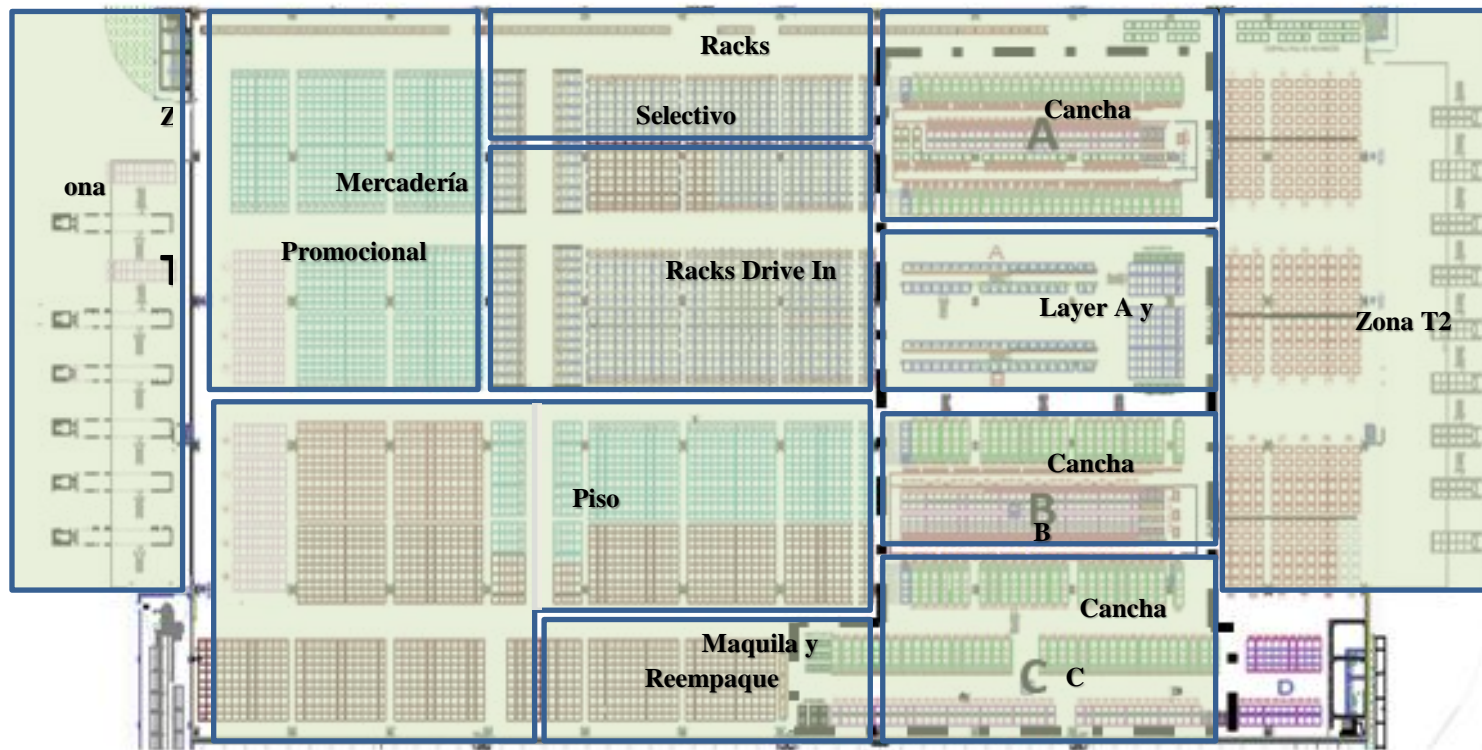 Racks
Selectivo
Cancha
A
Z
ona
Mercadería
Promocional
Racks Drive In
A
Layer A y
Zona T2
Cancha
B
B
Piso
Cancha
C
C
Maquila y
Reempaque
D